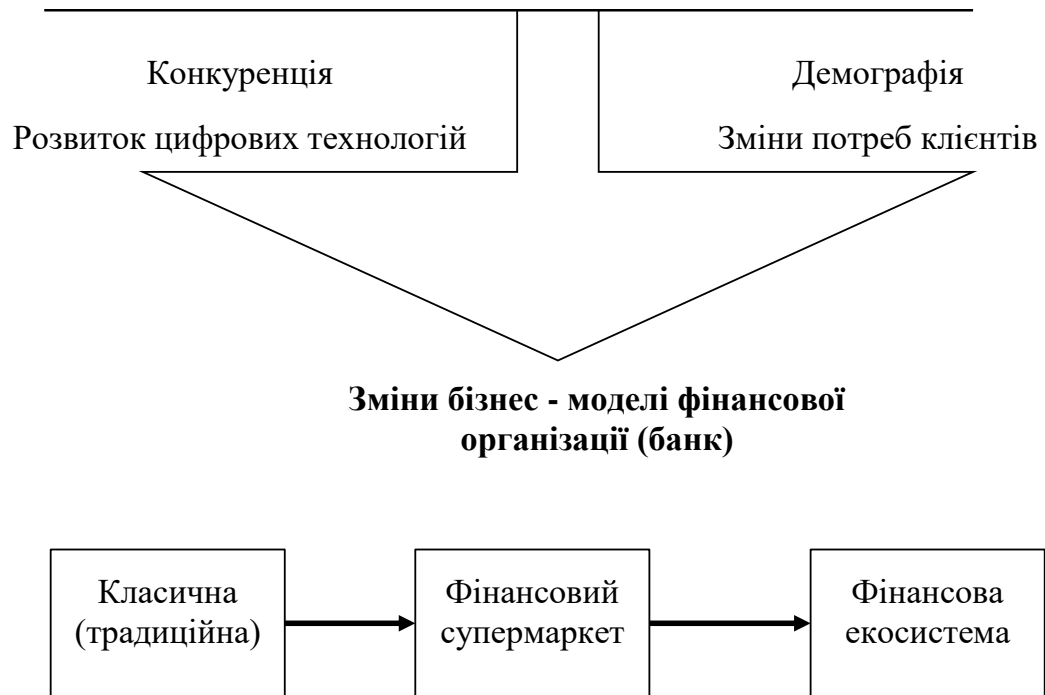 Конкуренція
Розвиток цифрових технологій
Демографія
Зміни потреб клієнтів
Зміни бізнес - моделі фінансової
організації (банк)
Класична
(традиційна)
Фінансовий
супермаркет
Фінансова
екосистема